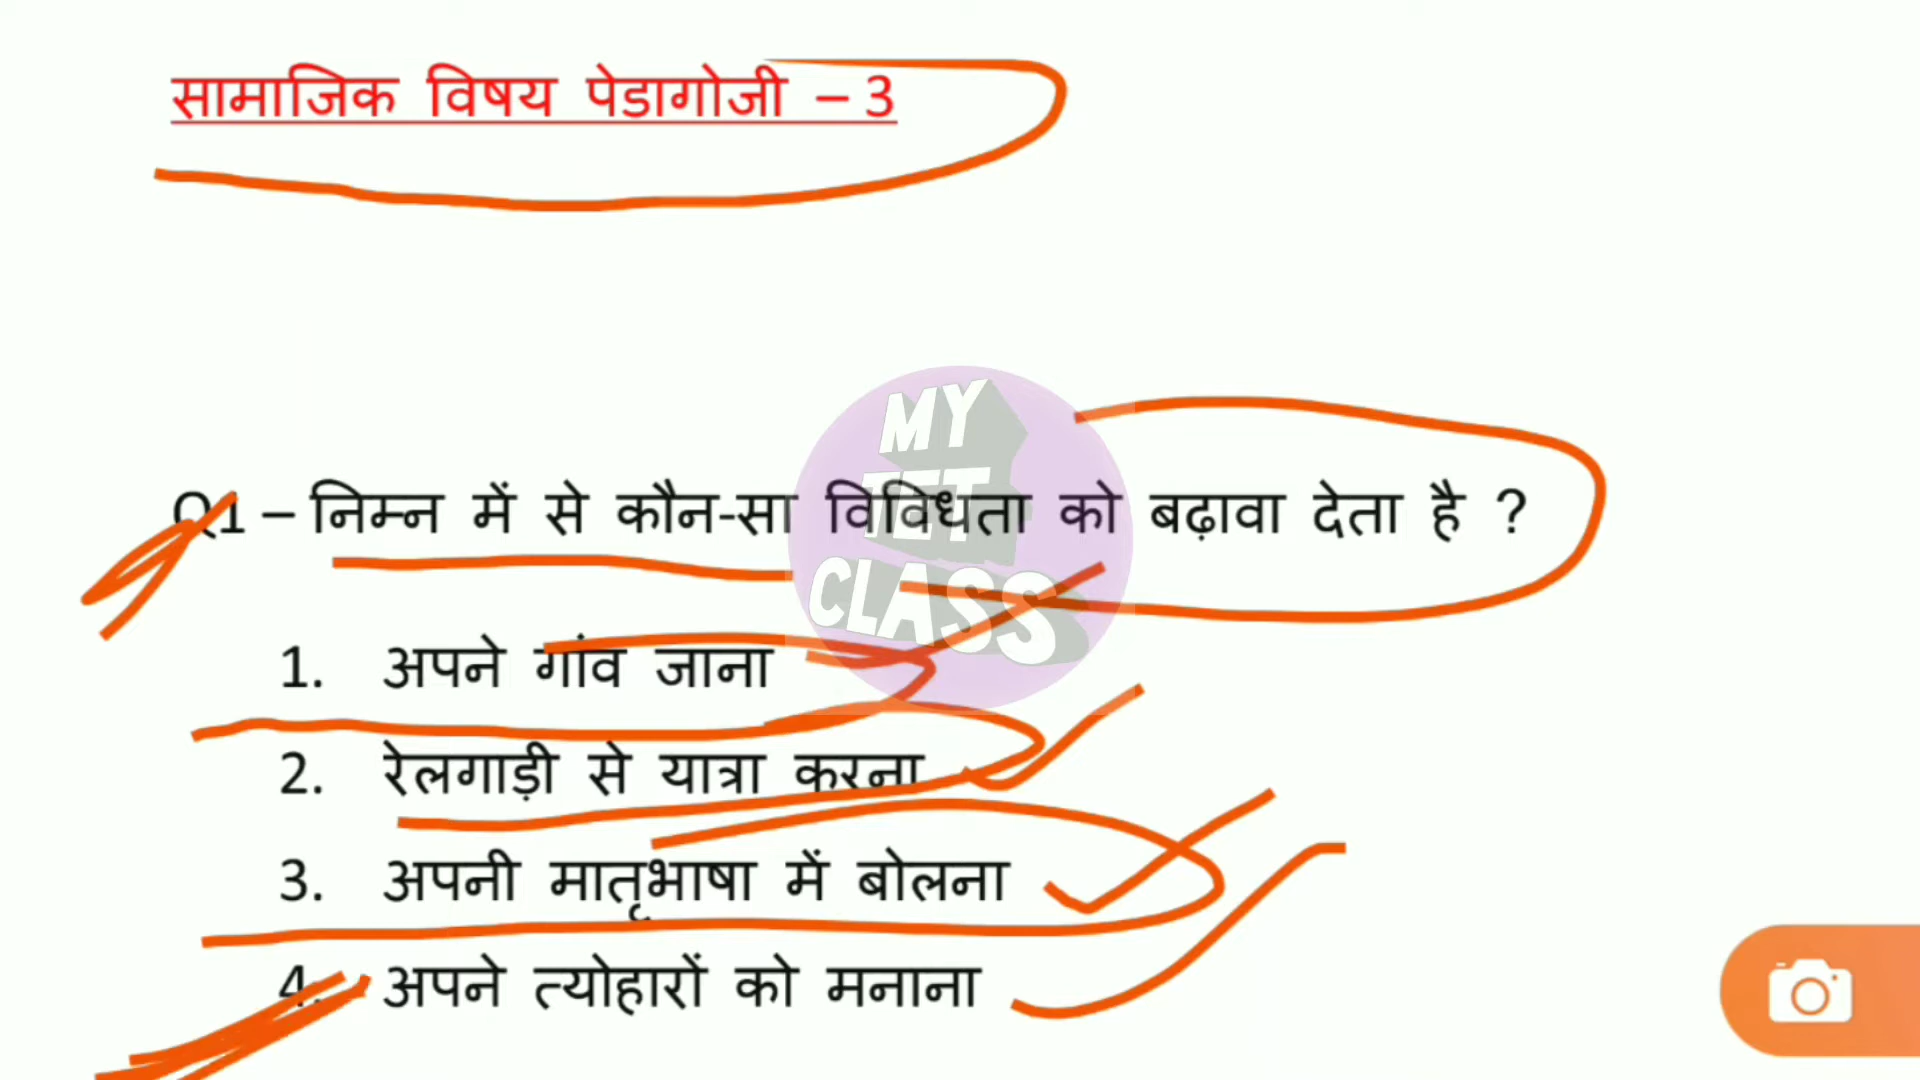 सामाजिक विषय पेडागोजी – 3
Q1 – निम्न में से कौन-सा विविधता को बढ़ावा देता है ?
MY
TET
CLASS
1. अपने गांव जाना
2. रेलगाड़ी से यात्रा करना
3. अपनी मातृभाषा में बोलना
4. अपने त्योहारों को मनाना